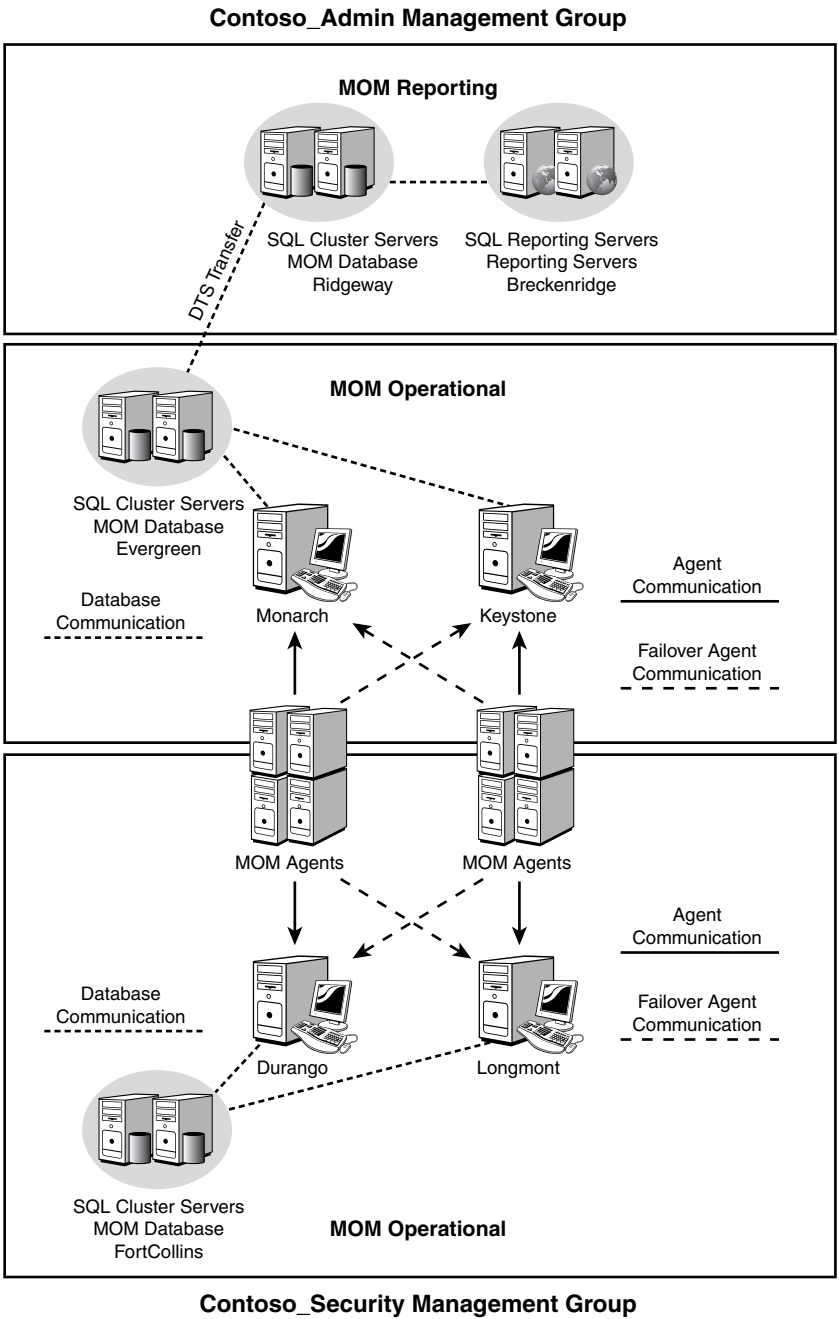 Contoso_Admin Management Group
MOM Reporting
SQL Cluster Servers
MOM Database
Ridgeway
SQL Reporting Servers
Reporting Servers
Breckenridge
DTS Transfer
MOM Operational
SQL Cluster Servers
MOM Database
Evergreen
Database
Communication
Monarch
Keystone
Agent
Communication
Failover Agent
Communication
MOM Agents
MOM Agents
Agent
Communication
Database
Communication
Failover Agent
Communication
Durango
Longmont
SQL Cluster Servers
MOM Database
FortCollins
MOM Operational
Contoso_Security Management Group